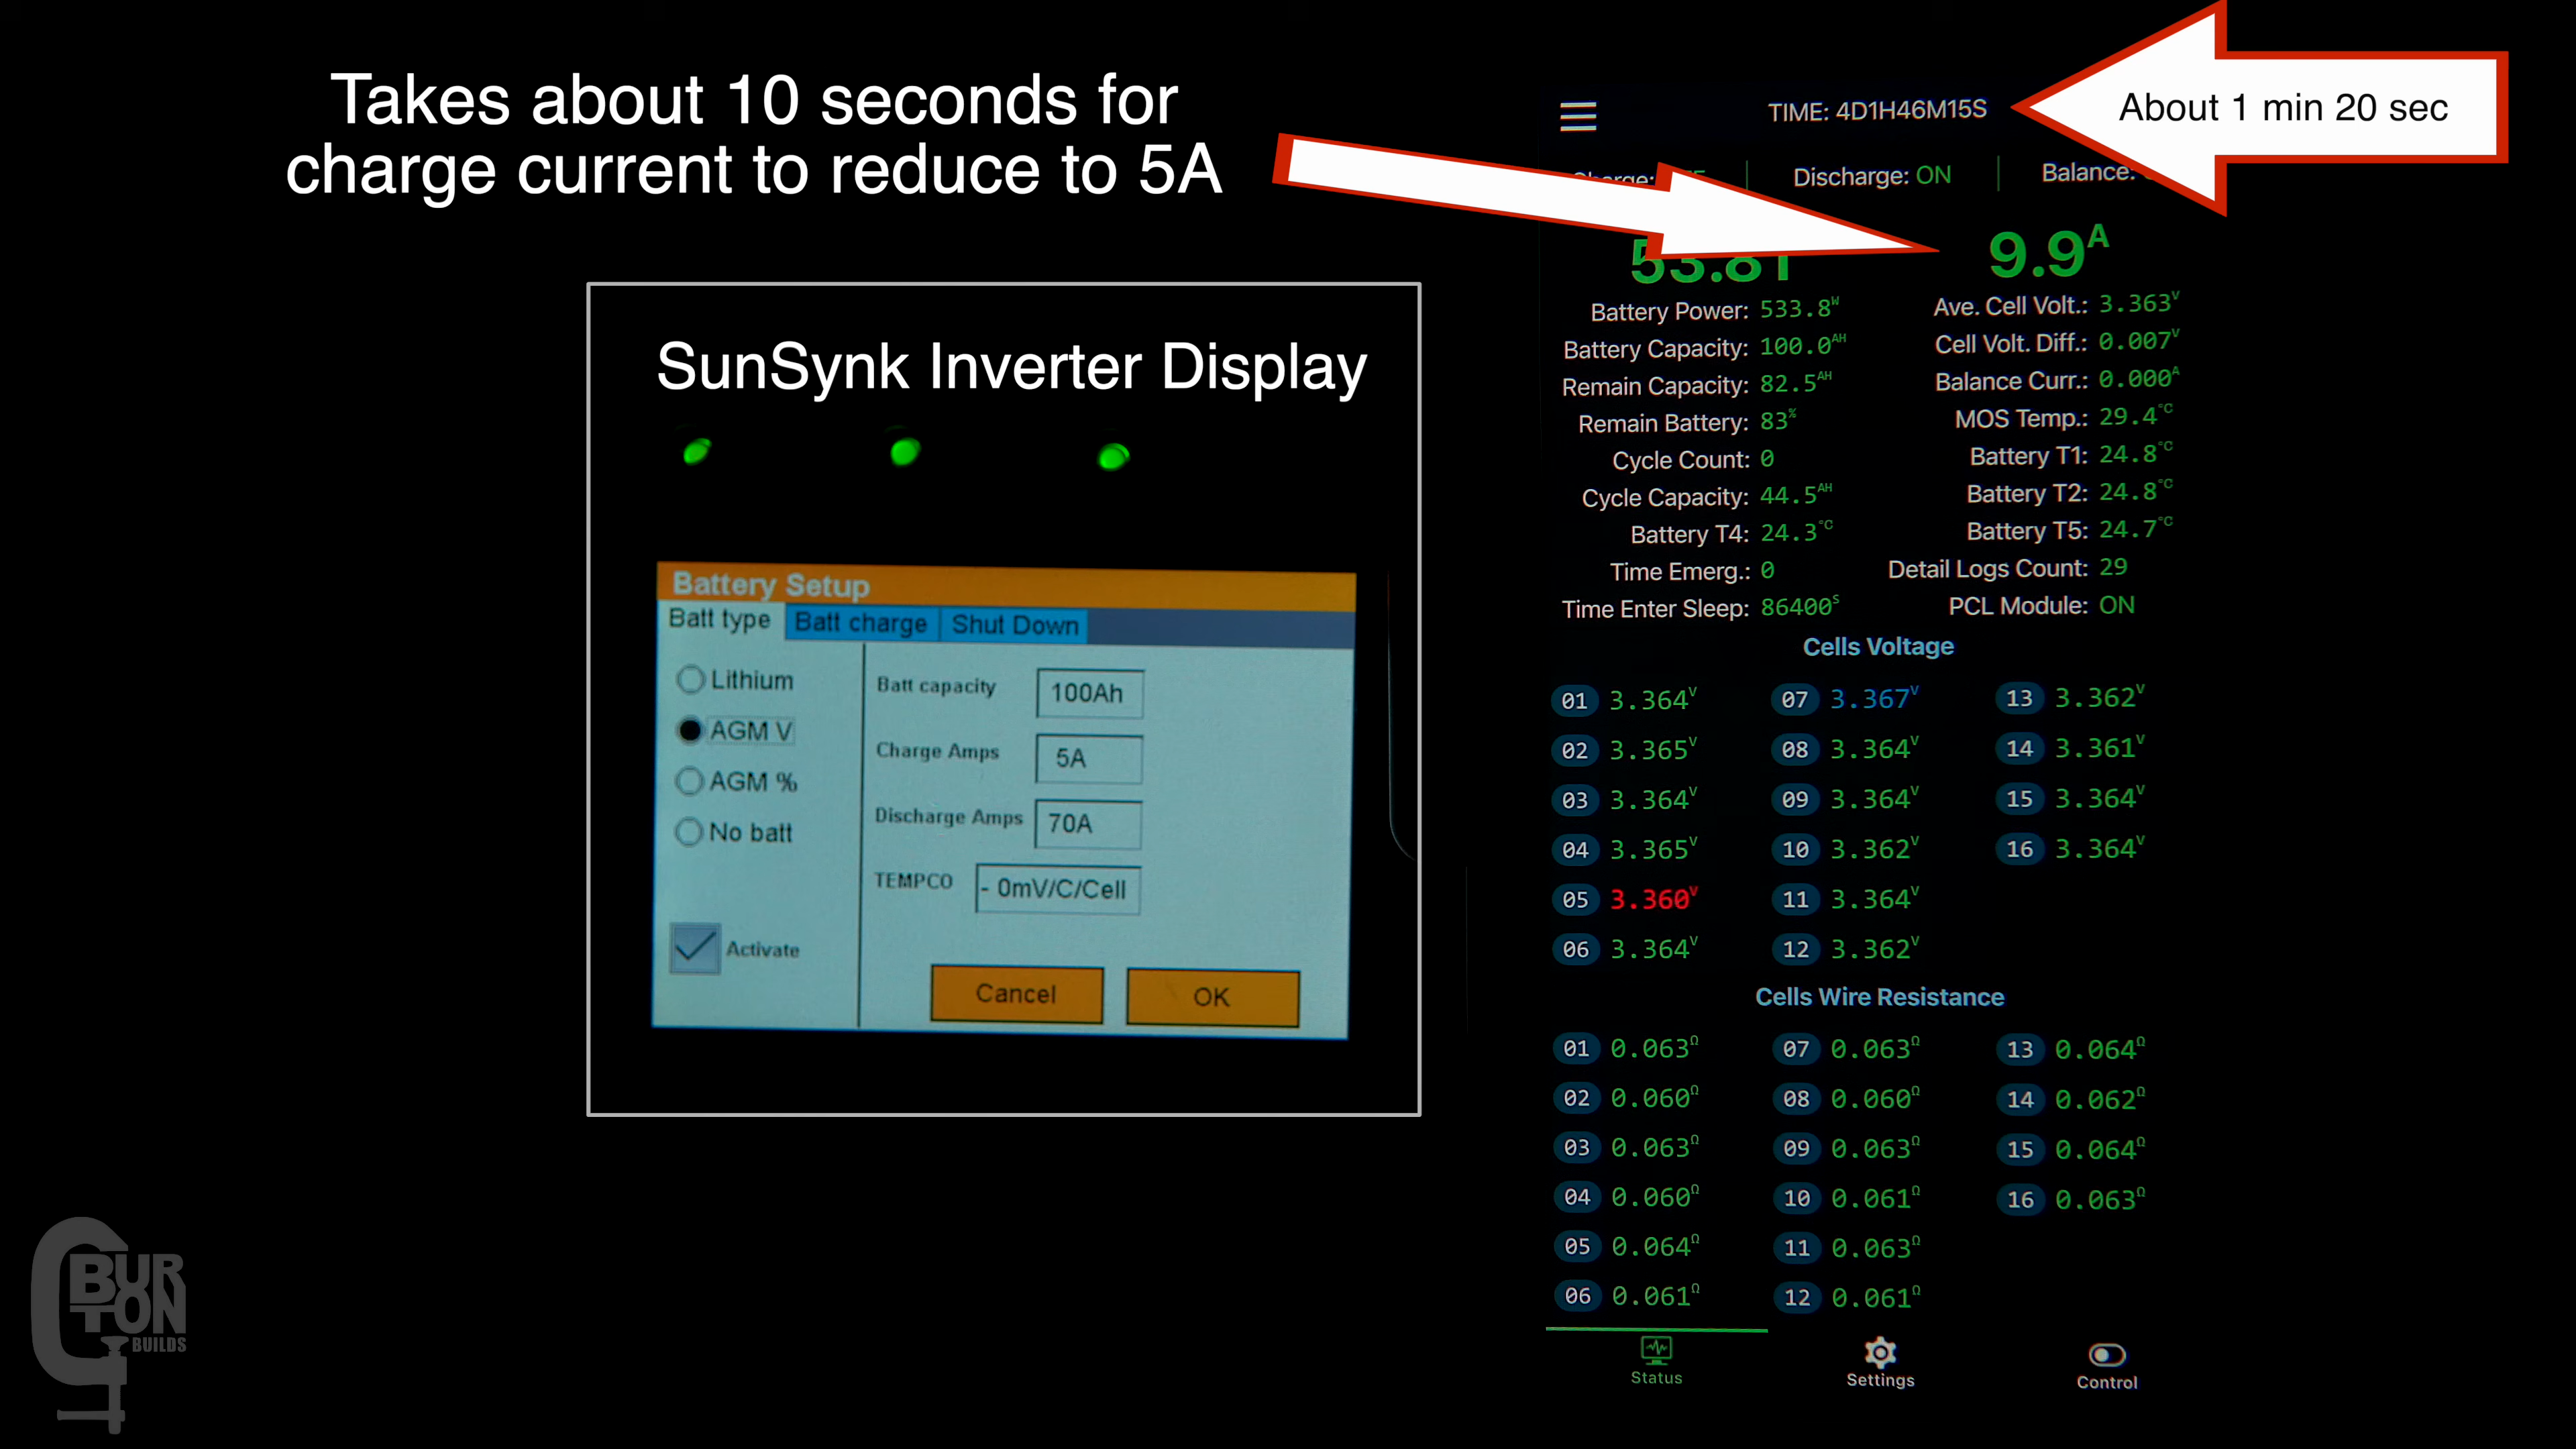 Takes about 10 seconds for
charge current to reduce to 5A
About 1 min 20 sec
SunSynk Inverter Display
Battery Setup
Batt type Batt charge Shut Down
Lithium
AGM V
AGM %
No batt
Activate
Batt capacity 100Ah
Charge Amps 5A
Discharge Amps 70A
TEMPCO - 0mV/C/Cell
Cancel OK
TIME: 4D1H46M15S
Discharge: ON Balance:
9.9A
Battery Power: 533.8W Ave. Cell Volt.: 3.363V
Battery Capacity: 100.0AH Cell Volt. Diff.: 0.007V
Remain Capacity: 82.5AH Balance Curr.: 0.000A
Remain Battery: 83% MOS Temp.: 29.4°C
Cycle Count: 0 Battery T1: 24.8°C
Cycle Capacity: 44.5AH Battery T2: 24.8°C
Battery T4: 24.3°C Battery T5: 24.7°C
Time Emerg.: 0 Detail Logs Count: 29
Time Enter Sleep: 86400S PCL Module: ON
Cells Voltage
01 3.364V 07 3.367V 13 3.362V
02 3.365V 08 3.364V 14 3.361V
03 3.364V 09 3.364V 15 3.364V
04 3.365V 10 3.362V 16 3.364V
05 3.360V 11 3.364V
06 3.364V 12 3.362V
Cells Wire Resistance
01 0.063Ω 07 0.063Ω 13 0.064Ω
02 0.060Ω 08 0.060Ω 14 0.062Ω
03 0.063Ω 09 0.063Ω 15 0.064Ω
04 0.060Ω 10 0.061Ω 16 0.063Ω
05 0.064Ω 11 0.063Ω
06 0.061Ω 12 0.061Ω
Status Settings Control
BUR
TON
BUILDS